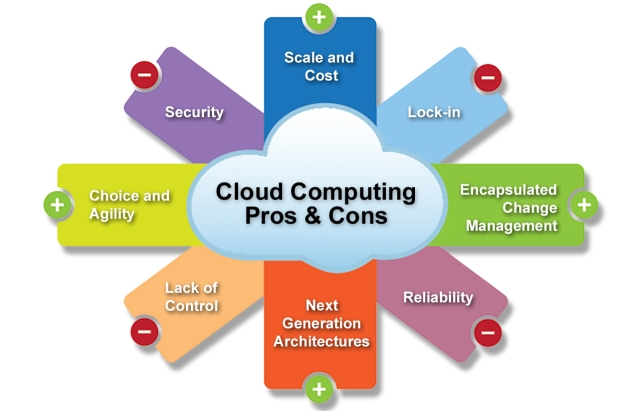 Scale and
Cost
Security
Lock-in
Choice and
Agility
Cloud Computing
Pros & Cons
Encapsulated
Change
Management
Lack of
Control
Next
Generation
Architectures
Reliability